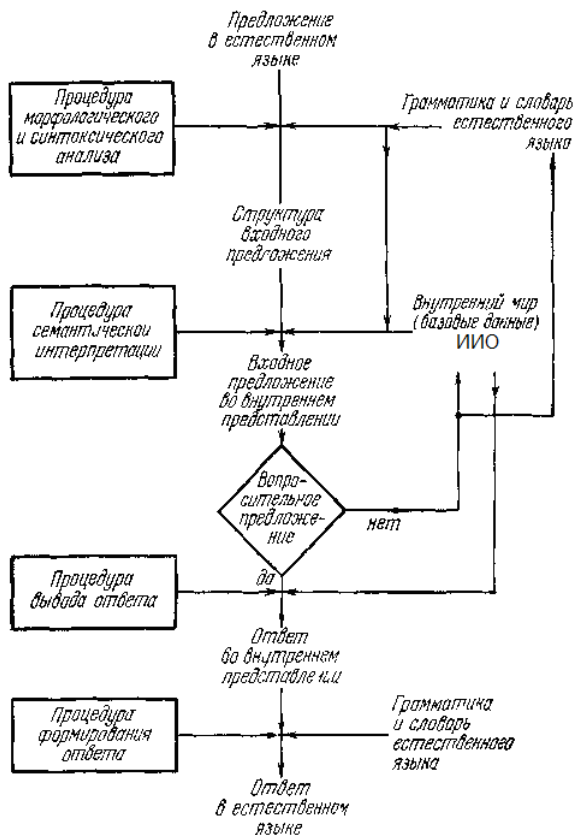 Предложение
в естественном
языке
Процедура
морфологического
и синтоксического
анализа
Грамматика и словарь
естественного
языка
Структура
входного
предложения
Процедура
семантической
интерпретации
Внутренний мир
(базовые данные)
ИИО
Входное
предложение
во внутреннем
представлении
Вопро-
сительное
предложе-
ние
нет
да
Процедура
вывада ответа
Ответ
во внутреннем
представлении
Процедура
формирования
ответа
Грамматика
и словарь
естественного
языка
Ответ
в естественном
языке